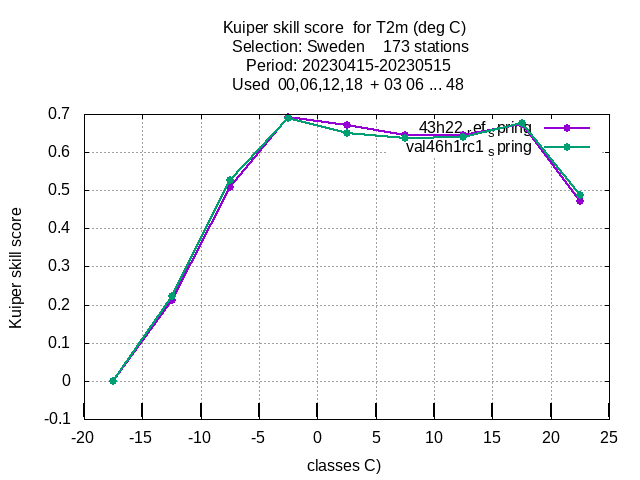 Kuiper skill score  for T2m (deg C)
Selection: Sweden    173 stations
Period: 20230415-20230515
Used  00,06,12,18  + 03 06 ... 48
0.7
0.6
0.5
0.4
0.3
0.2
0.1
0
-0.1
Kuiper skill score
43h22_ref_spring
val46h1rc1_spring
-20 -15 -10 -5 0 5 10 15 20 25
classes C)